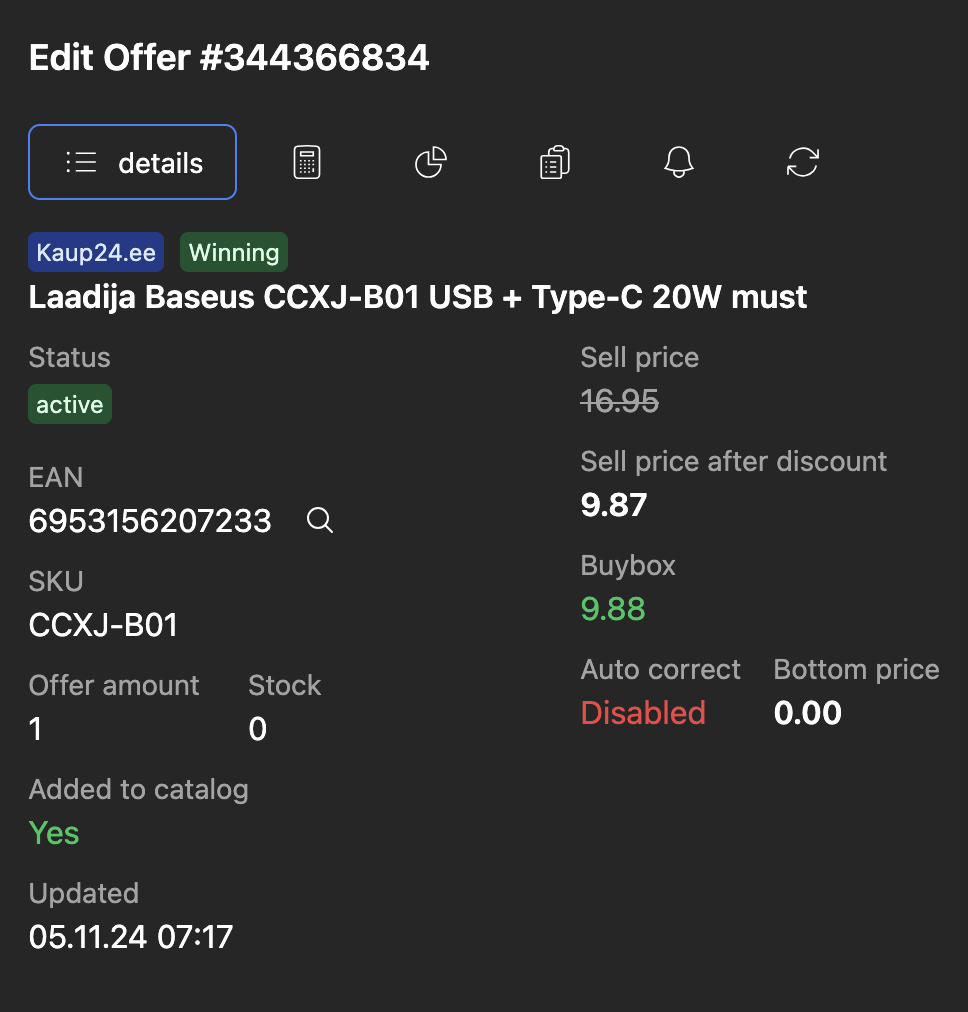 Edit Offer #344366834
details
Kaup24.ee Winning
Laadija Baseus CCXJ-B01 USB + Type-C 20W must
Status
active
EAN
6953156207233
SKU
CCXJ-B01
Offer amount Stock
1 0
Added to catalog
Yes
Updated
05.11.24 07:17
Sell price
16.95
Sell price after discount
9.87
Buybox
9.88
Auto correct Bottom price
Disabled 0.00